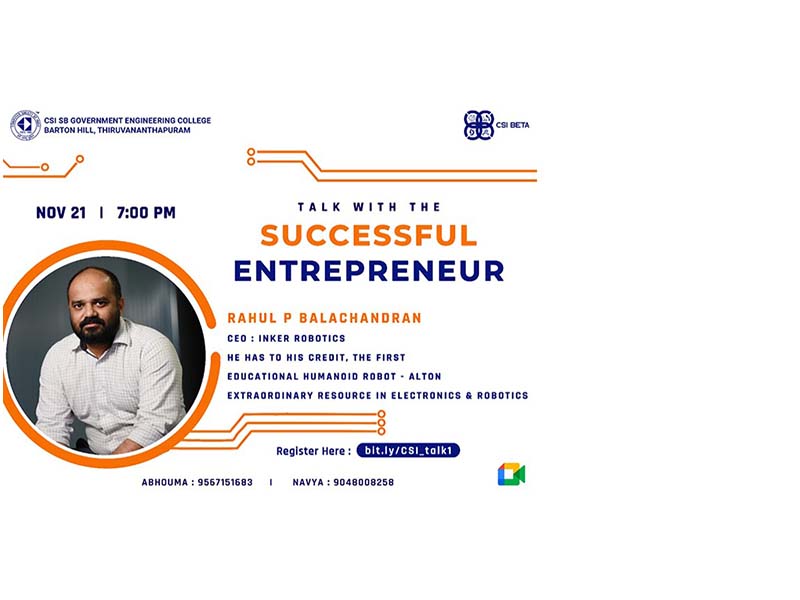 CSI SB GOVERNMENT ENGINEERING COLLEGE
BARTON HILL, THIRUVANANTHAPURAM
CSI BETA
NOV 21 | 7:00 PM
TALK WITH THE
SUCCESSFUL
ENTREPRENEUR
RAHUL P BALACHANDRAN
CEO : INKER ROBOTICS
HE HAS TO HIS CREDIT, THE FIRST
EDUCATIONAL HUMANOID ROBOT - ALTON
EXTRAORDINARY RESOURCE IN ELECTRONICS & ROBOTICS
Register Here : bit.ly/CSI_talk1
ABHOUMA : 9567151683 | NAVYA : 9048008258